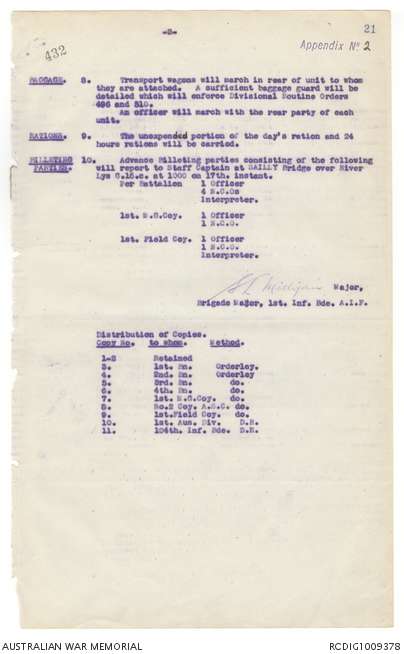 -2-
21
432
Appendix No 2
BAGGAGE. 8. Transport wagons will march in rear of unit to whom
they are attached. A sufficient baggage guard will be
detailed which will enforce Divisional Routine Orders
496 and 510.
An officer will march with the rear party of each
unit.
RATIONS. 9. The unexpended portion of the day's ration and 24
hours rations will be carried.
BILLETING 10. Advance Billeting parties consisting of the following
PARTIES. will report to Staff Captain at SAILLY Bridge over River
Lys G.16.c. at 1000 on 17th. instant.
Per Battalion 1 Officer
4 N.C.Os
Interpreter.
1st. M.G.Coy. 1 Officer
1 N.C.O.
1st. Field Coy. 1 Officer
1 N.C.O.
Interpreter.
Milligan Major,
Brigade Major, 1st. Inf. Bde. A.I.F.
Distribution of Copies.
Copy No. to whom. Method.
1-2 Retained
3. 1st. Bn. Orderley.
4. 2nd. Bn. Orderley
5. 3rd. Bn. do.
6. 4th. Bn. do.
7. 1st. M.G.Coy. do.
8. No.2 Coy. A.S.C. do.
9. 1st.Field Coy. do.
10. 1st. Aus. Div. D.R.
11. 104th. Inf. Bde. D.R.
AUSTRALIAN WAR MEMORIAL
RCDIG1009378